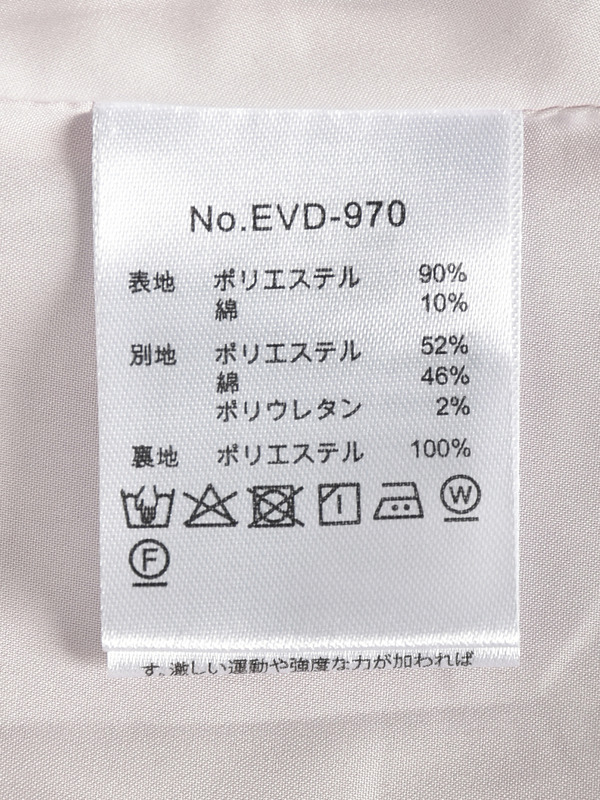 No.EVD-970
表地 ポリエステル 90%
綿 10%
別地 ポリエステル 52%
綿 46%
ポリウレタン 2%
裏地 ポリエステル 100%
W
F
す。激しい運動や強度な力が加われば